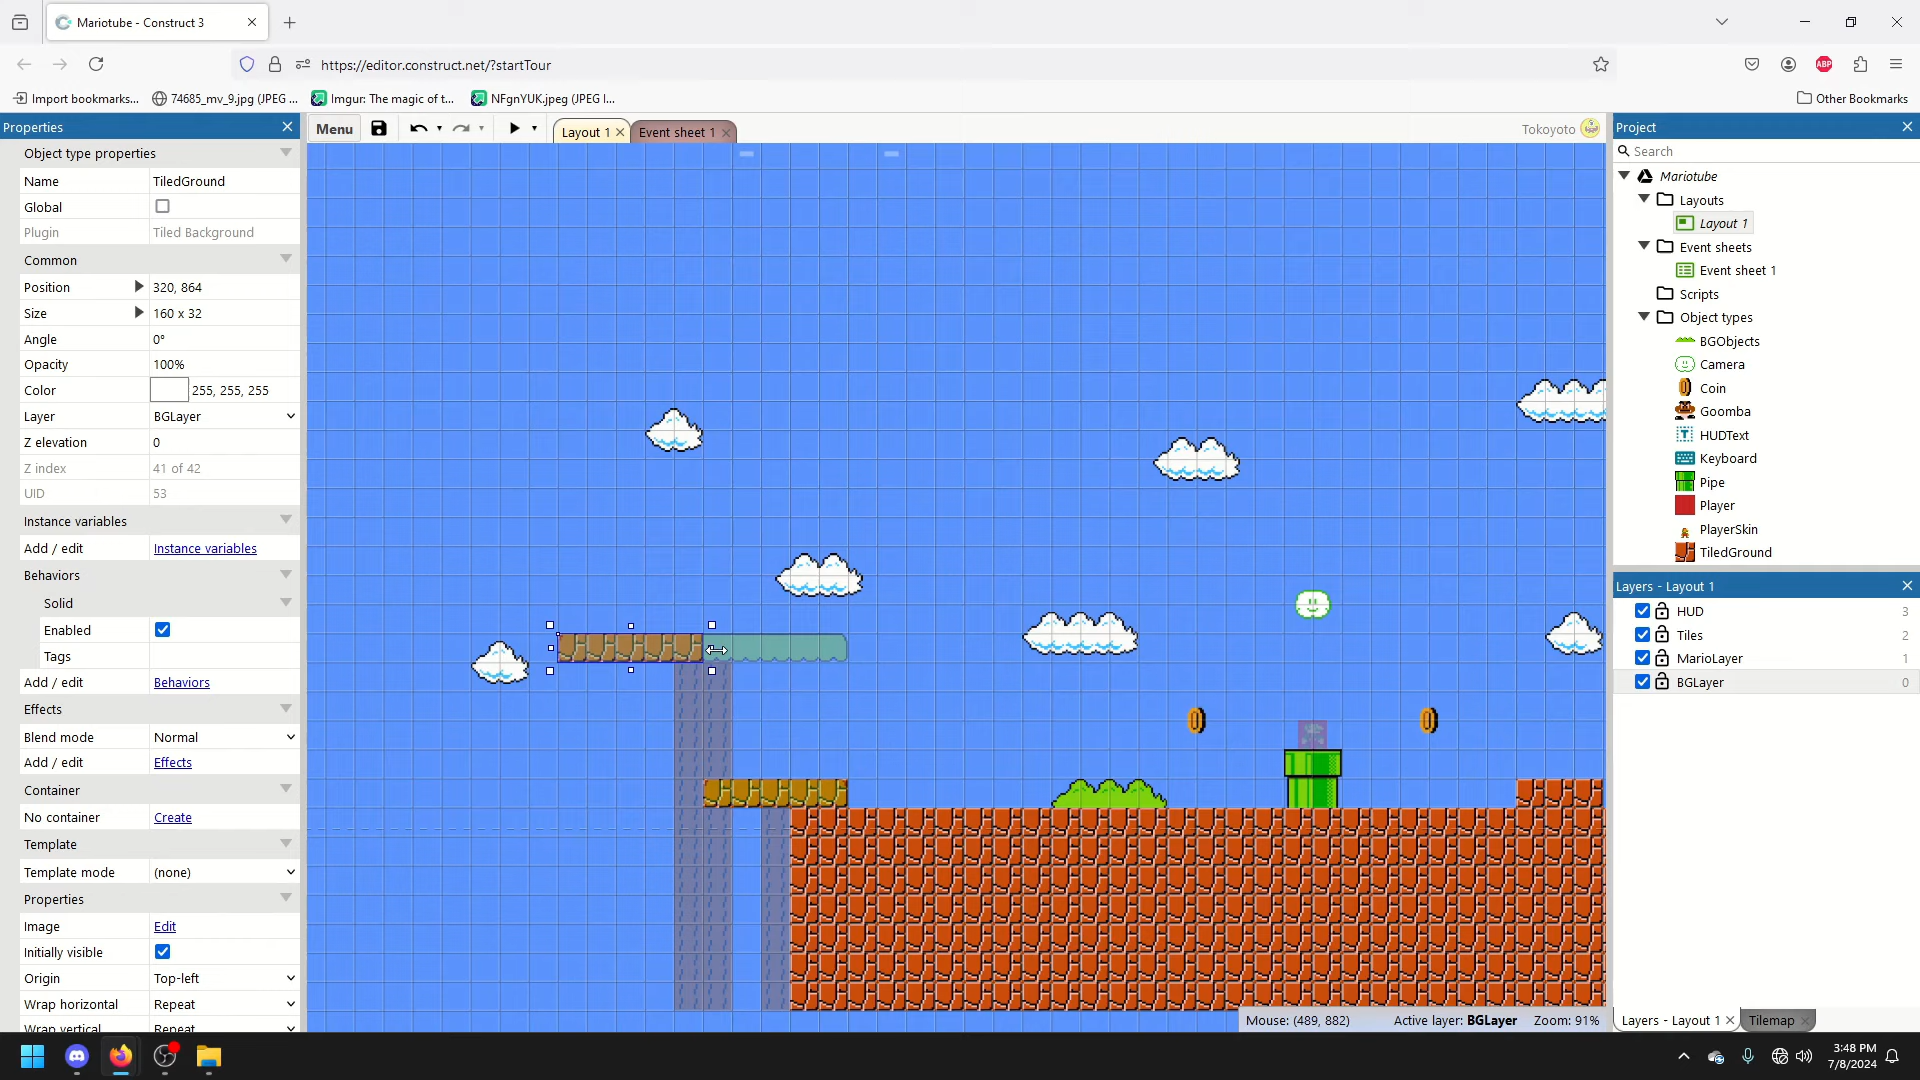 Mariotube - Construct 3
https://editor.construct.net/?startTour
Import bookmarks...
74685_mv_9.jpg (JPEG ...
Imgur: The magic of t...
NFgnYUK.jpeg (JPEG I...
Other Bookmarks
ABP
Properties
Menu
Layout 1
Event sheet 1
Tokoyoto
Object type properties
Name
TiledGround
Global
Plugin
Tiled Background
Common
Position
320, 864
Size
160 x 32
Angle
0°
Opacity
100%
Color
255, 255, 255
Layer
BGLayer
Z elevation
0
Z index
41 of 42
UID
53
Instance variables
Add / edit
Instance variables
Behaviors
Solid
Enabled
Tags
Add / edit
Behaviors
Effects
Blend mode
Normal
Add / edit
Effects
Container
No container
Create
Template
Template mode
(none)
Properties
Image
Edit
Initially visible
Origin
Top-left
Wrap horizontal
Repeat
Wrap vertical
Repeat
Mouse: (489, 882)
Active layer: BGLayer
Zoom: 91%
Project
Search
Mariotube
Layouts
Layout 1
Event sheets
Event sheet 1
Scripts
Object types
BGObjects
Camera
Coin
Goomba
HUDText
Keyboard
Pipe
Player
PlayerSkin
TiledGround
Layers - Layout 1
HUD
3
Tiles
2
MarioLayer
1
BGLayer
0
Layers - Layout 1
Tilemap
3:48 PM
7/8/2024